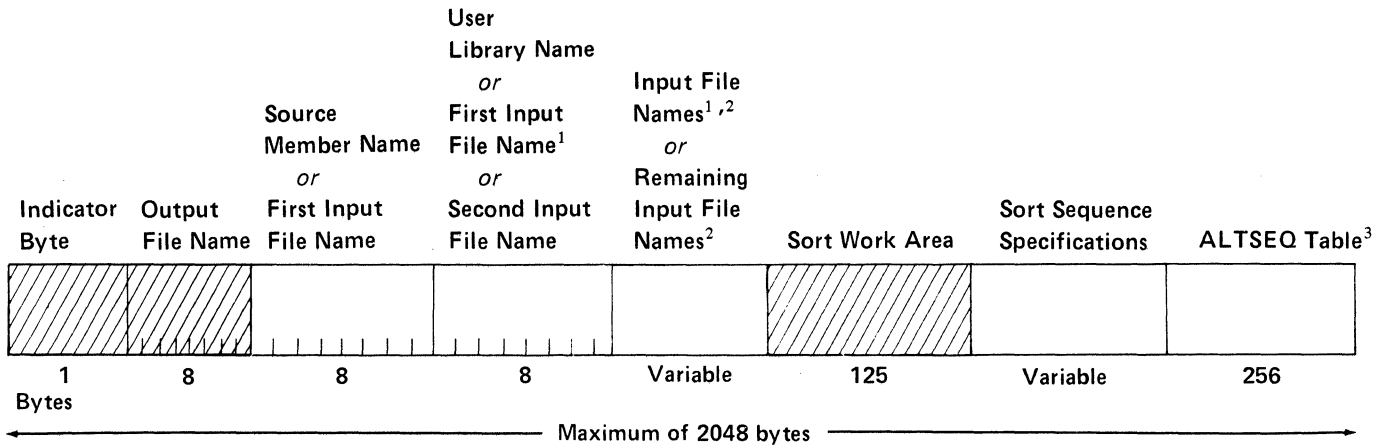 Indicator
Byte
Output
File Name
Source
Member Name
or
First Input
File Name
User
Library Name
or
First Input
File Name¹
or
Second Input
File Name
Input File
Names¹,²
or
Remaining
Input File
Names²
Sort Work Area
Sort Sequence
Specifications
ALTSEQ Table³
1 8 8 8 Variable 125 Variable 256
Bytes
Maximum of 2048 bytes